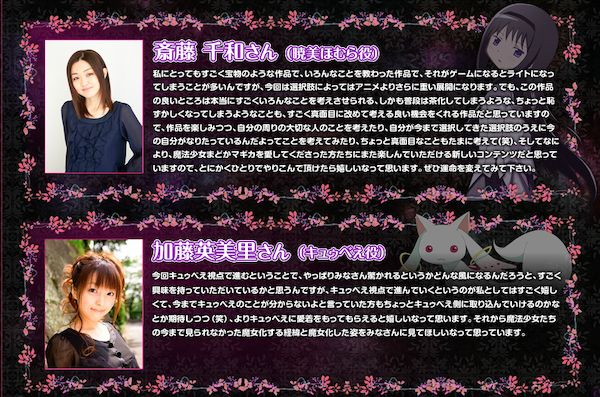 斎藤 千和さん (暁美ほむら役)
私にとってもすごく宝物のような作品で、いろんなことを教わった作品で、それがゲームになるとライトになっ
てしまうことが多いんですが、今回は選択肢によってはアニメよりさらに重い展開になります。でも、この作品
の良いところは本当にすごくいろんなことを考えさせられる、しかも普段は茶化してしまうような、ちょっと恥
ずかしくなってしまうようなことも、すごく真面目に改めて考える良い機会をくれる作品だと思っていますの
で、作品を楽しみつつ、自分の周りの大切な人のことを考えたり、自分が今まで選択してきた選択肢のうえに今
の自分がなりたっているんだよってことを考えてみたり、ちょっと真面目なこともたまに考えて(笑)、そしてなに
より、魔法少女まどかマギカを愛してくださった方たちにまた楽しんでいただける新しいコンテンツだと思って
いますので、とにかくひとりでやりこんで頂けたら嬉しいなって思います。ぜひ運命を変えてみて下さい。
加藤英美里さん (キュゥべえ役)
今回キュゥべえ視点で進むということで、やっぱりみなさん驚かれるというかどんな風になるんだろうと、すごく
興味を持っていただいているかと思うんですが、キュゥべえ視点で進んでいくというのが私としてはすごく嬉し
くて、今までキュゥべえのことが分からないよと言っていた方もちょっとキュゥべえ側に取り込んでいけるのかな
とか期待しつつ(笑)、よりキュゥべえに愛着をもってもらえると嬉しいなって思います。それから魔法少女たち
の今まで見られなかった魔女化する経緯と魔女化した姿をみなさんに見てほしいなって思っています。